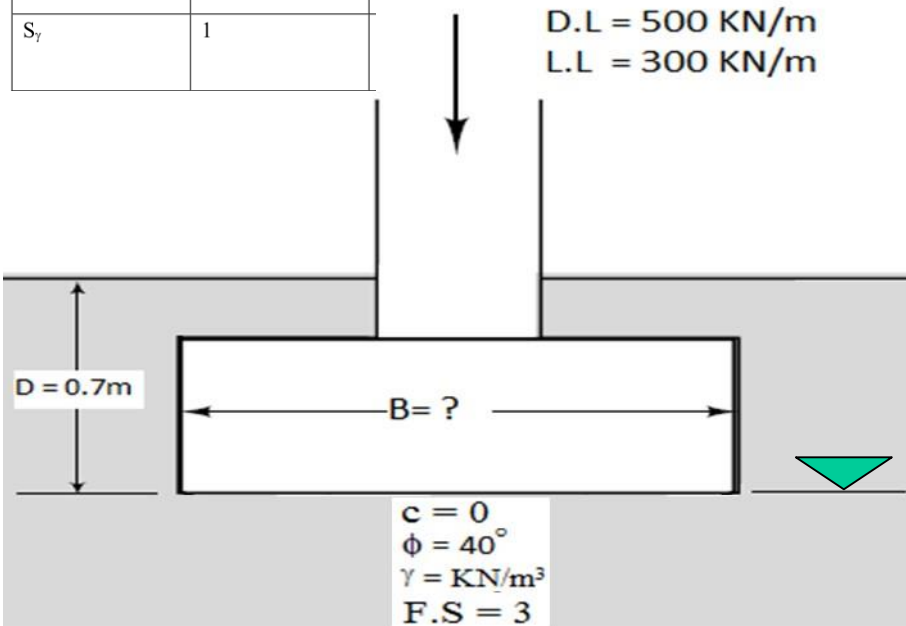 Sγ 1
D.L = 500 KN/m
L.L = 300 KN/m
D = 0.7m
B= ?
c = 0
ϕ = 40°
γ = KN/m³
F.S = 3